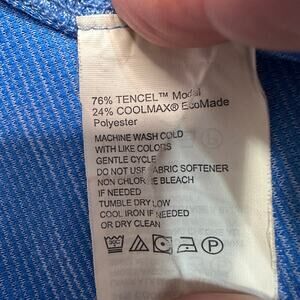 76% TENCEL™ Modal
24% COOLMAX® EcoMade
Polyester
MACHINE WASH COLD
WITH LIKE COLORS
GENTLE CYCLE
DO NOT USE FABRIC SOFTENER
NON CHLORINE BLEACH
IF NEEDED
TUMBLE DRY LOW
COOL IRON IF NEEDED
OR DRY CLEAN